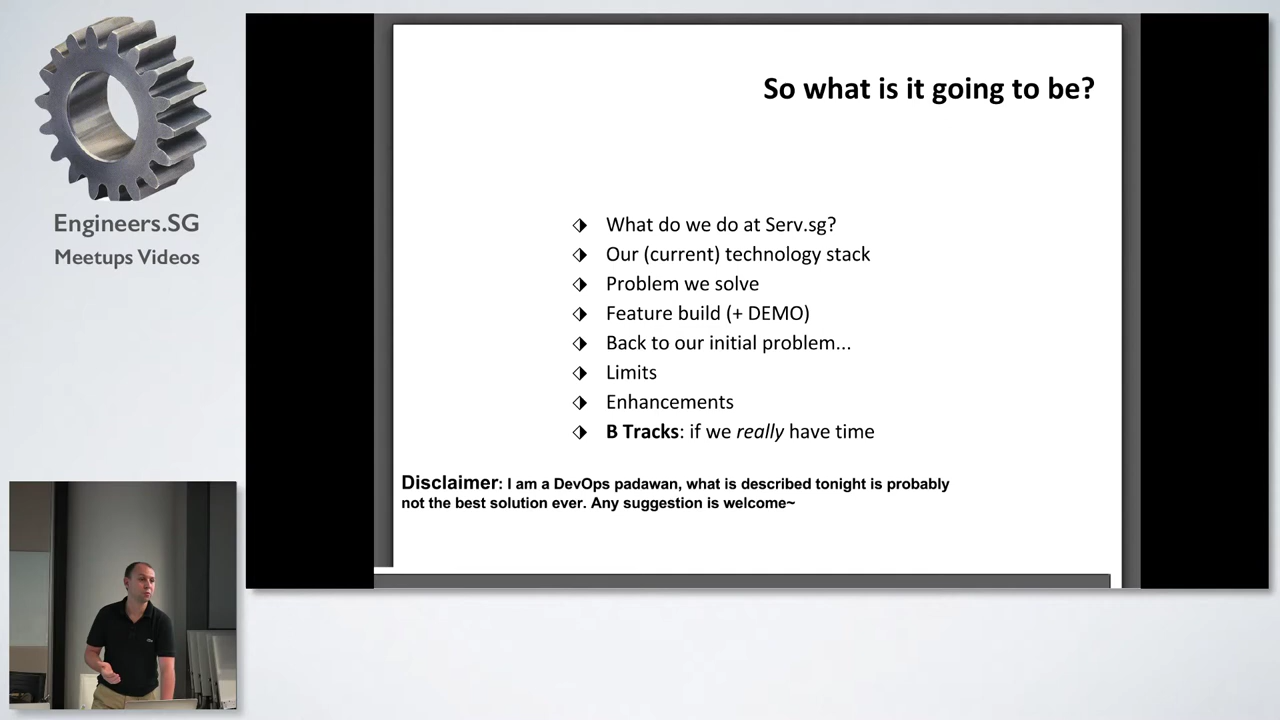 Engineers.SG
Meetups Videos
So what is it going to be?
What do we do at Serv.sg?
Our (current) technology stack
Problem we solve
Feature build (+ DEMO)
Back to our initial problem...
Limits
Enhancements
B Tracks: if we really have time
Disclaimer: I am a DevOps padawan, what is described tonight is probably
not the best solution ever. Any suggestion is welcome~